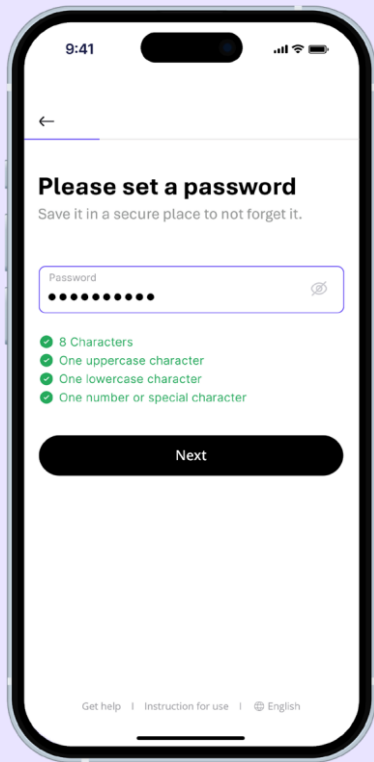 9:41
Please set a password
Save it in a secure place to not forget it.
Password
●●●●●●●●●●
8 Characters
One uppercase character
One lowercase character
One number or special character
Next
Get help | Instruction for use | English